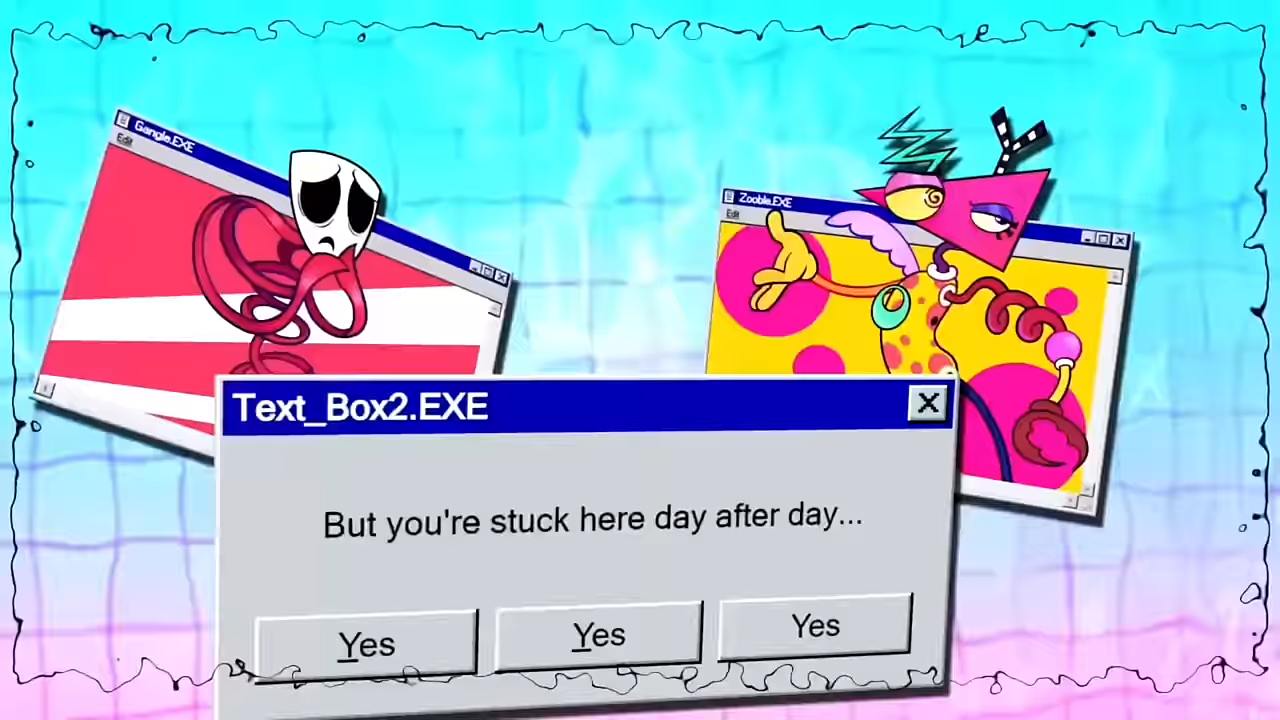 Gangle.EXE
Edit
Zooble.EXE
Edit
Text_Box2.EXE
But you're stuck here day after day...
Yes
Yes
Yes